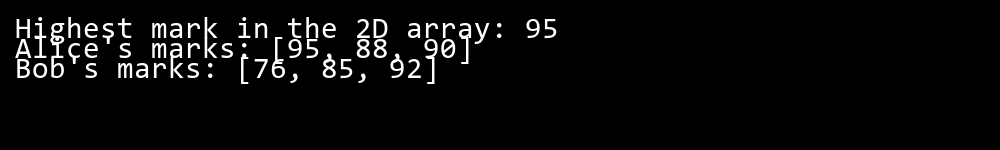 Highest mark in the 2D array: 95
Alice's marks: [95, 88, 90]
Bob's marks: [76, 85, 92]